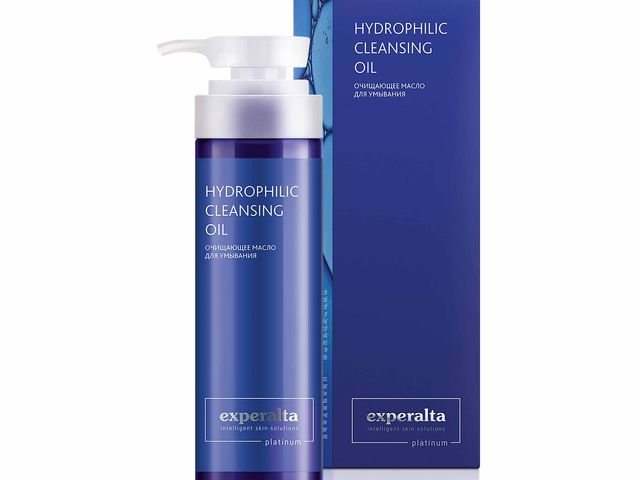 HYDROPHILIC
CLEANSING
OIL
ОЧИЩАЮЩЕЕ МАСЛО
ДЛЯ УМЫВАНИЯ
experalta
intelligent skin solutions
platinum
HYDROPHILIC
CLEANSING
OIL
ОЧИЩАЮЩЕЕ МАСЛО
ДЛЯ УМЫВАНИЯ
experalta
intelligent skin solutions
platinum